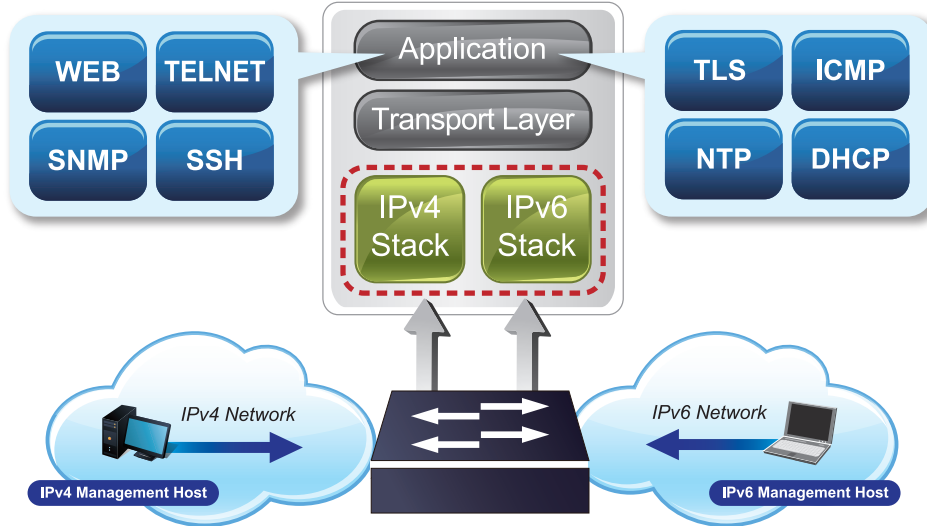 WEB
TELNET
SNMP
SSH
Application
Transport Layer
IPv4
Stack
IPv6
Stack
TLS
ICMP
NTP
DHCP
IPv4 Network
IPv4 Management Host
IPv6 Network
IPv6 Management Host